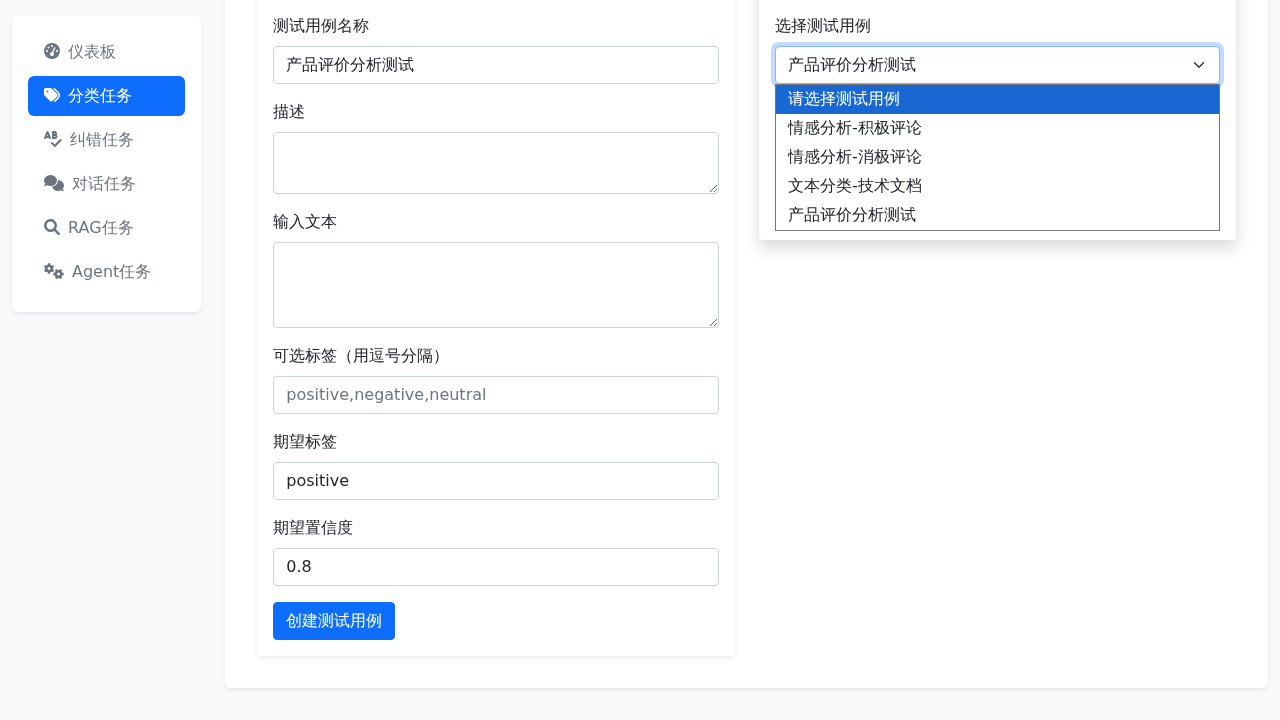 仪表板
分类任务
纠错任务
对话任务
RAG任务
Agent任务
测试用例名称
产品评价分析测试
描述
输入文本
可选标签（用逗号分隔）
positive,negative,neutral
期望标签
positive
期望置信度
0.8
创建测试用例
选择测试用例
产品评价分析测试
请选择测试用例
情感分析-积极评论
情感分析-消极评论
文本分类-技术文档
产品评价分析测试